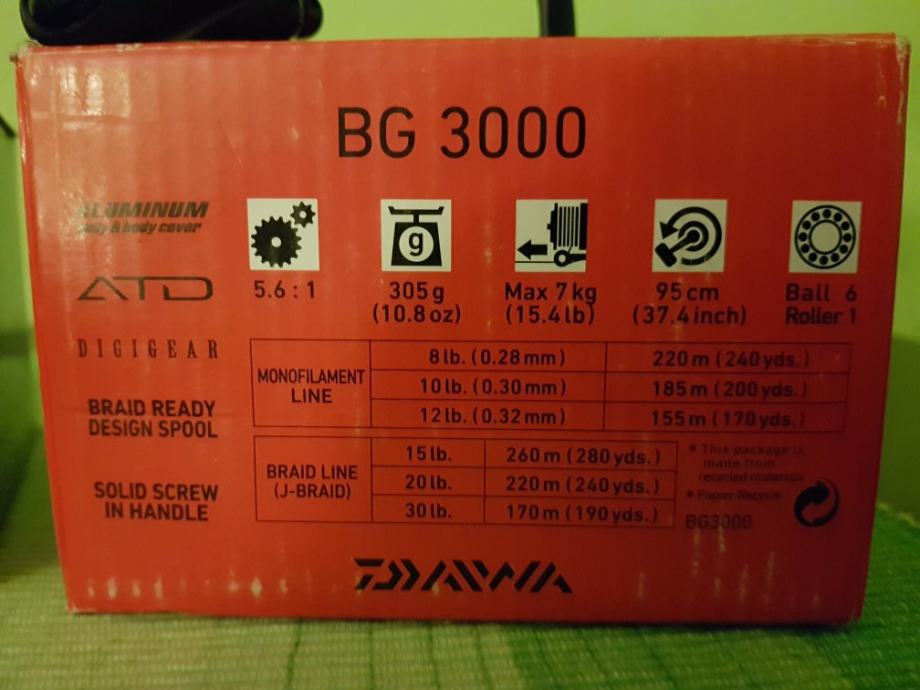 BG 3000
ALUMINUM
body & body cover
ATD
DIGIGEAR
BRAID READY
DESIGN SPOOL
SOLID SCREW
IN HANDLE
5.6 : 1
g
305 g
(10.8 oz)
Max 7 kg
(15.4 lb)
95 cm
(37.4 inch)
Ball 6
Roller 1
MONOFILAMENT LINE
8 lb. (0.28 mm) 220 m (240 yds.)
10 lb. (0.30 mm) 185 m (200 yds.)
12 lb. (0.32 mm) 155 m (170 yds.)
BRAID LINE
(J-BRAID)
15 lb. 260 m (280 yds.)
20 lb. 220 m (240 yds.)
30 lb. 170 m (190 yds.)
* This package is
made from
recycled materials
* Papier Recycle
BG3000
DAIWA